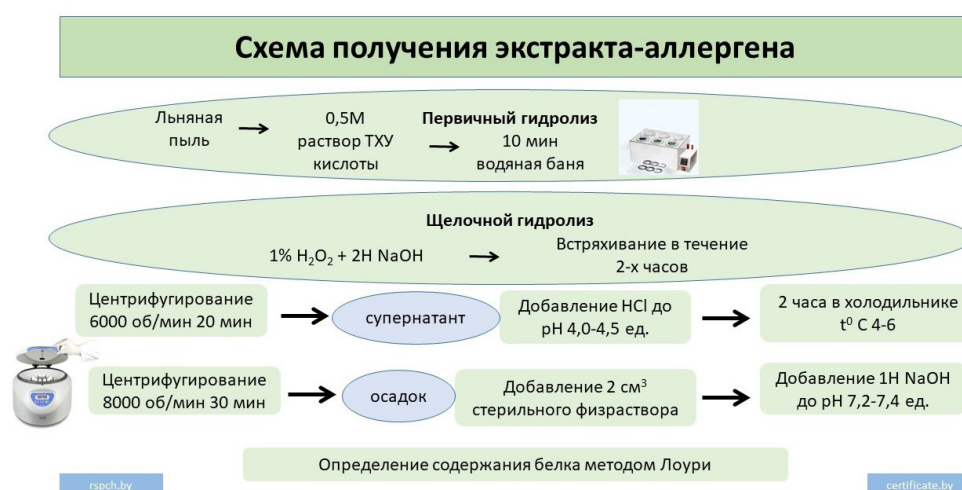 Схема получения экстракта-аллергена
Льняная
пыль
0,5М
раствор ТХУ
кислоты
Первичный гидролиз
10 мин
водяная баня
Щелочной гидролиз
1% H₂O₂ + 2Н NaOH
Встряхивание в течение
2-х часов
Центрифугирование
6000 об/мин 20 мин
супернатант
Добавление HCl до
pH 4,0-4,5 ед.
2 часа в холодильнике
t⁰ С 4-6
Центрифугирование
8000 об/мин 30 мин
осадок
Добавление 2 см³
стерильного физраствора
Добавление 1Н NaOH
до pH 7,2-7,4 ед.
Определение содержания белка методом Лоури
rspch.by
certificate.by